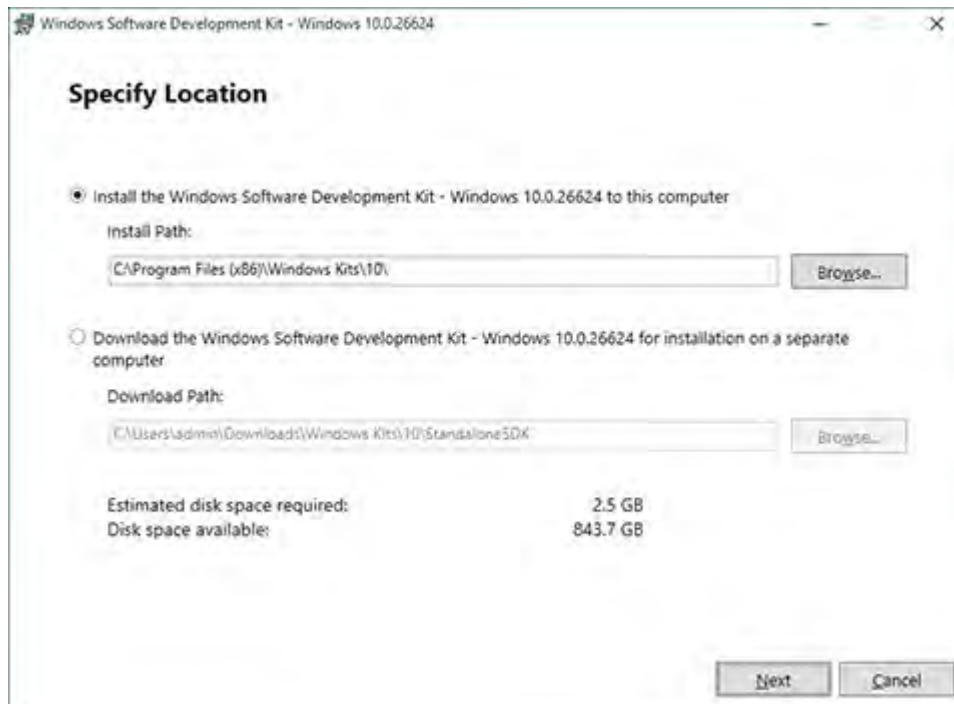 Windows Software Development Kit - Windows 10.0.26624
Specify Location
Install the Windows Software Development Kit - Windows 10.0.26624 to this computer
Install Path:
C:\Program Files (x86)\Windows Kits\10\
Browse...
Download the Windows Software Development Kit - Windows 10.0.26624 for installation on a separate
computer
Download Path:
C:\Users\admin\Downloads\Windows Kits\10\StandaloneSDK
Browse...
Estimated disk space required: 2.5 GB
Disk space available: 843.7 GB
Next Cancel